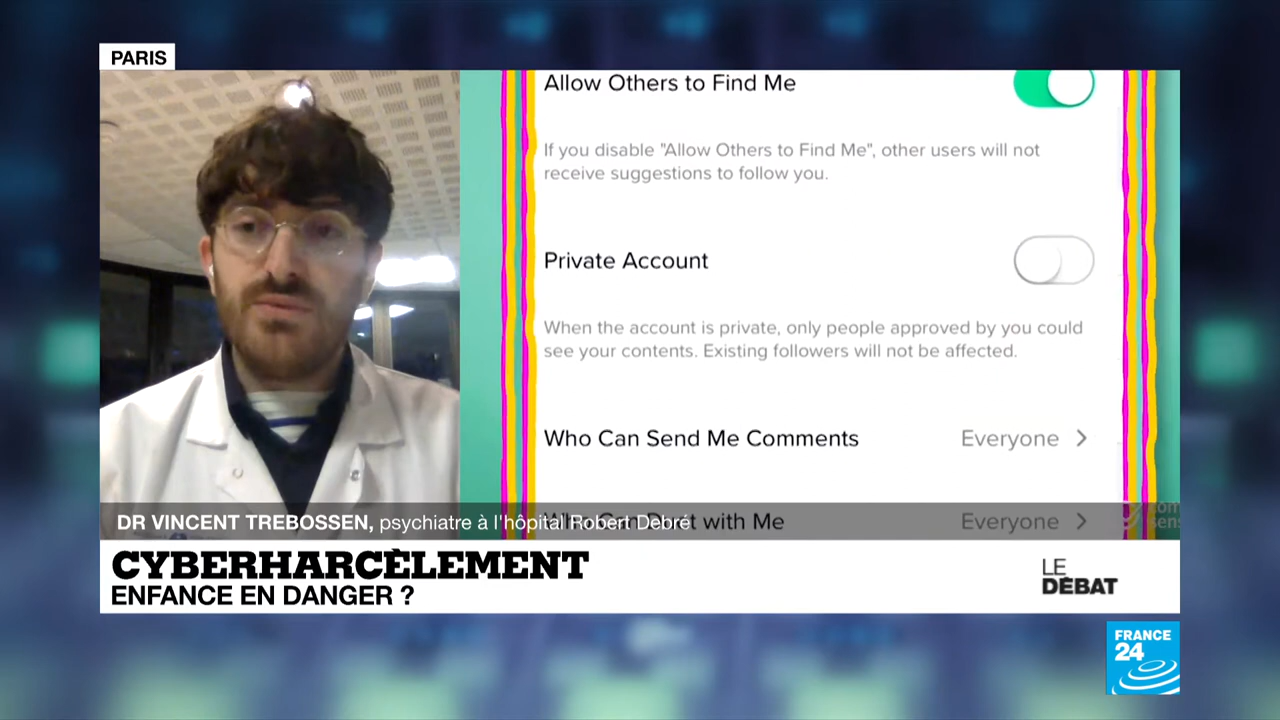 PARIS
Allow Others to Find Me
If you disable "Allow Others to Find Me", other users will not
receive suggestions to follow you.
Private Account
When the account is private, only people approved by you could
see your contents. Existing followers will not be affected.
Who Can Send Me Comments
Everyone
DR VINCENT TREBOSSEN, psychiatre à l'hôpital Robert Debré
Who Can Duet with Me
Everyone
CYBERHARCÈLEMENT
ENFANCE EN DANGER ?
LE
DÉBAT
FRANCE
24